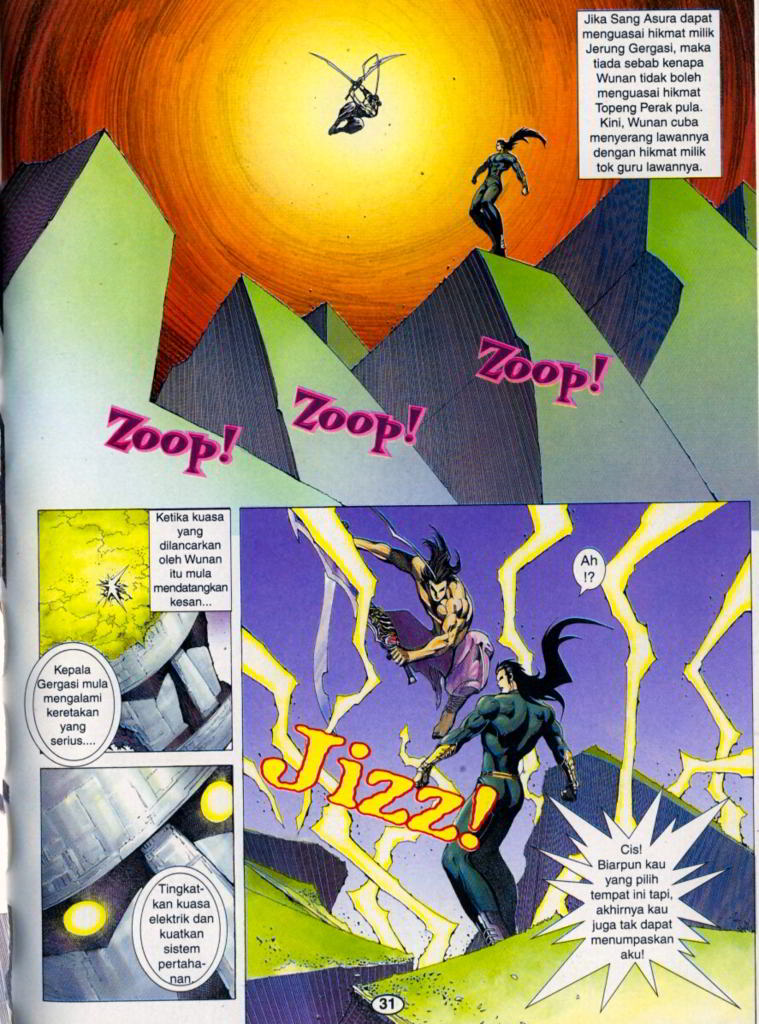 Jika Sang Asura dapat
menguasai hikmat milik
Jerung Gergasi, maka
tiada sebab kenapa
Wunan tidak boleh
menguasai hikmat
Topeng Perak pula.
Kini, Wunan cuba
menyerang lawannya
dengan hikmat milik
tok guru lawannya.
Zoop!
Zoop!
Zoop!
Ketika kuasa
yang
dilancarkan
oleh Wunan
itu mula
mendatangkan
kesan...
Kepala
Gergasi mula
mengalami
keretakan
yang
serius....
Tingkat-
kan kuasa
elektrik dan
kuatkan
sistem
pertaha-
nan.
Ah
!?
Jizz!
Cis!
Biarpun kau
yang pilih
tempat ini tapi,
akhirnya kau
juga tak dapat
menumpaskan
aku!
31